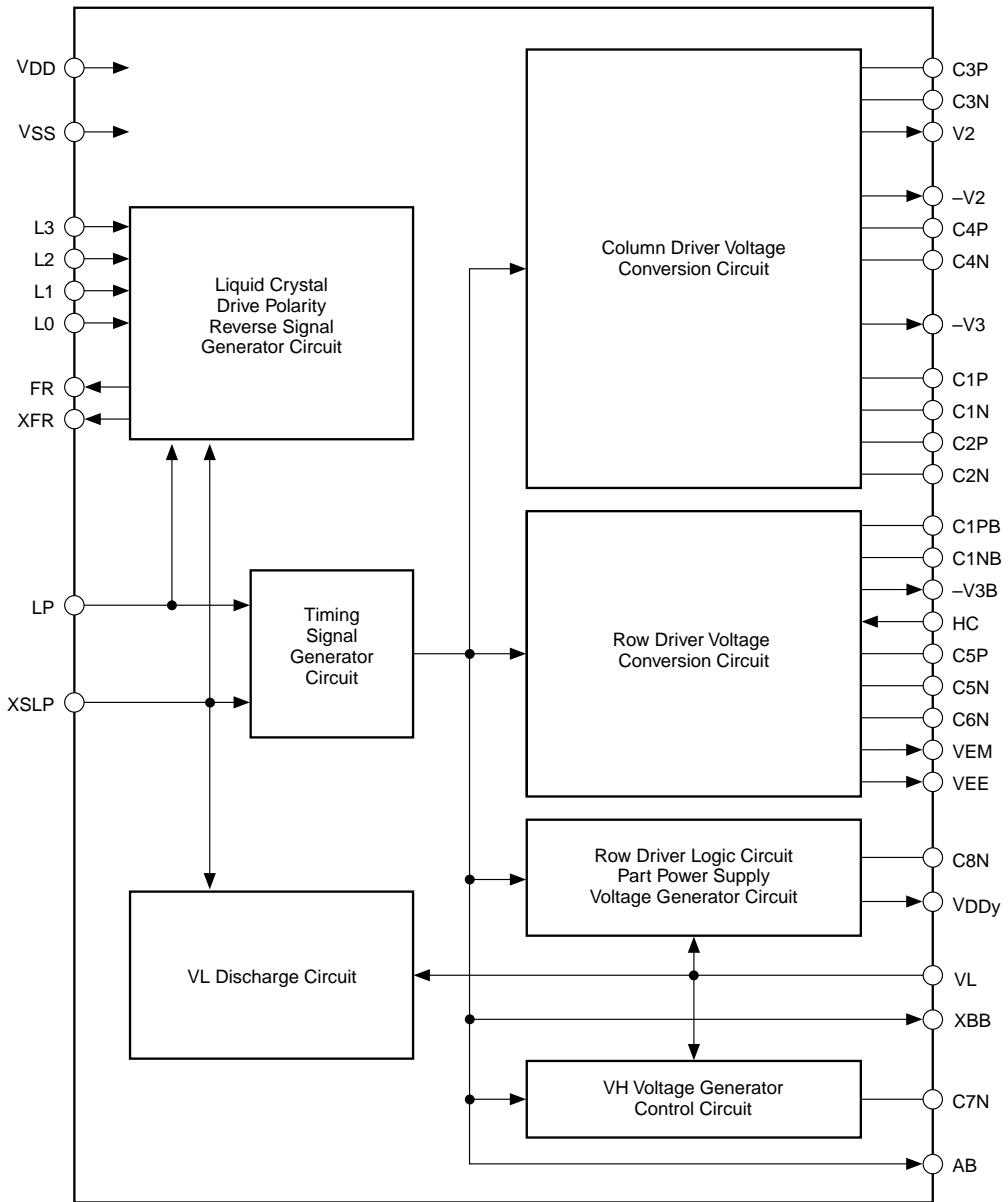 VDD
VSS
L3
L2
L1
L0
FR
XFR
LP
XSLP
Liquid Crystal
Drive Polarity
Reverse Signal
Generator Circuit
Timing
Signal
Generator
Circuit
VL Discharge Circuit
Column Driver Voltage
Conversion Circuit
Row Driver Voltage
Conversion Circuit
Row Driver Logic Circuit
Part Power Supply
Voltage Generator Circuit
VH Voltage Generator
Control Circuit
C3P
C3N
V2
–V2
C4P
C4N
–V3
C1P
C1N
C2P
C2N
C1PB
C1NB
–V3B
HC
C5P
C5N
C6N
VEM
VEE
C8N
VDDy
VL
XBB
C7N
AB